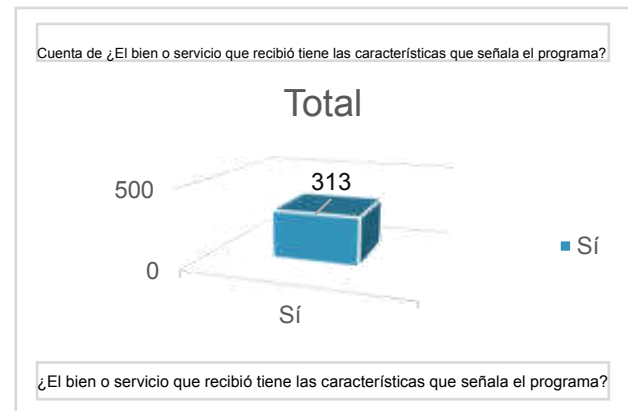 Cuenta de ¿El bien o servicio que recibió tiene las características que señala el programa?
Total
500
313
0
Sí
Sí
¿El bien o servicio que recibió tiene las características que señala el programa?